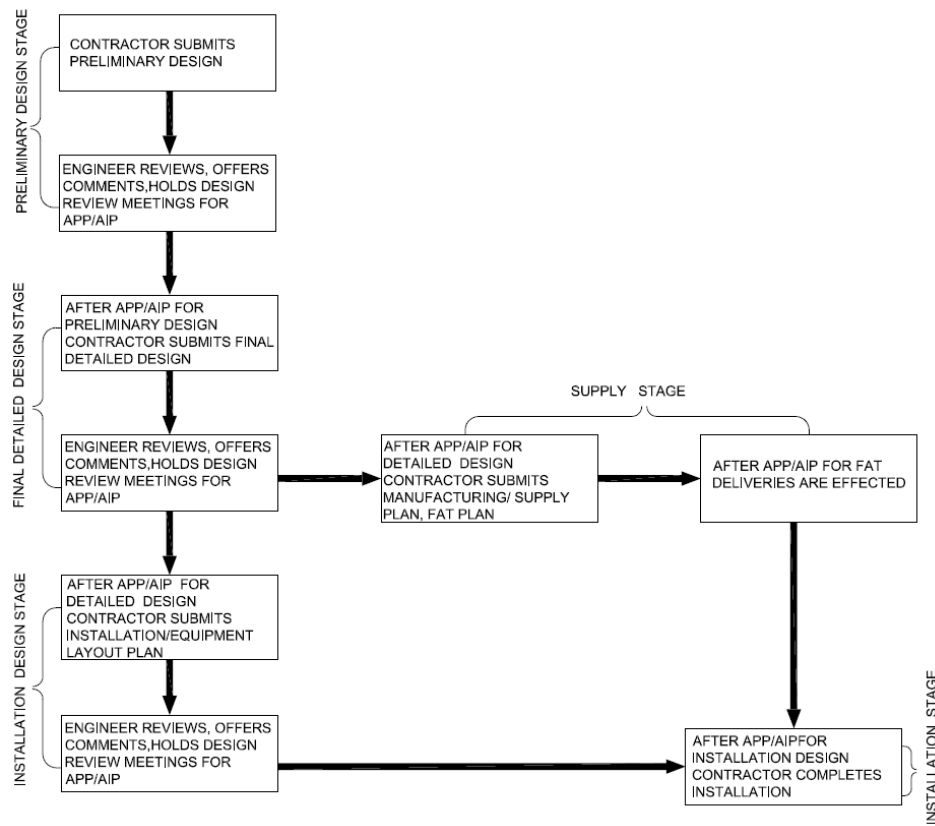 PRELIMINARY DESIGN STAGE
CONTRACTOR SUBMITS
PRELIMINARY DESIGN
ENGINEER REVIEWS, OFFERS
COMMENTS,HOLDS DESIGN
REVIEW MEETINGS FOR
APP/AIP
FINAL DETAILED DESIGN STAGE
AFTER APP/AIP FOR
PRELIMINARY DESIGN
CONTRACTOR SUBMITS FINAL
DETAILED DESIGN
ENGINEER REVIEWS, OFFERS
COMMENTS,HOLDS DESIGN
REVIEW MEETINGS FOR
APP/AIP
SUPPLY STAGE
AFTER APP/AIP FOR
DETAILED DESIGN
CONTRACTOR SUBMITS
MANUFACTURING/ SUPPLY
PLAN, FAT PLAN
AFTER APP/AIP FOR FAT
DELIVERIES ARE EFFECTED
INSTALLATION DESIGN STAGE
AFTER APP/AIP FOR
DETAILED DESIGN
CONTRACTOR SUBMITS
INSTALLATION/EQUIPMENT
LAYOUT PLAN
ENGINEER REVIEWS, OFFERS
COMMENTS,HOLDS DESIGN
REVIEW MEETINGS FOR
APP/AIP
AFTER APP/AIPFOR
INSTALLATION DESIGN
CONTRACTOR COMPLETES
INSTALLATION
INSTALLATION STAGE